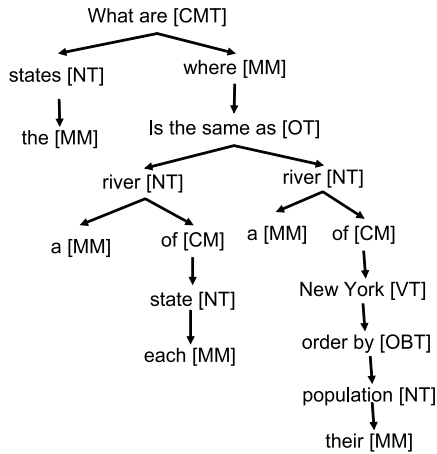 What are [CMT]
states [NT]
where [MM]
the [MM]
Is the same as [OT]
river [NT]
river [NT]
a [MM]
of [CM]
a [MM]
of [CM]
state [NT]
New York [VT]
each [MM]
order by [OBT]
population [NT]
their [MM]